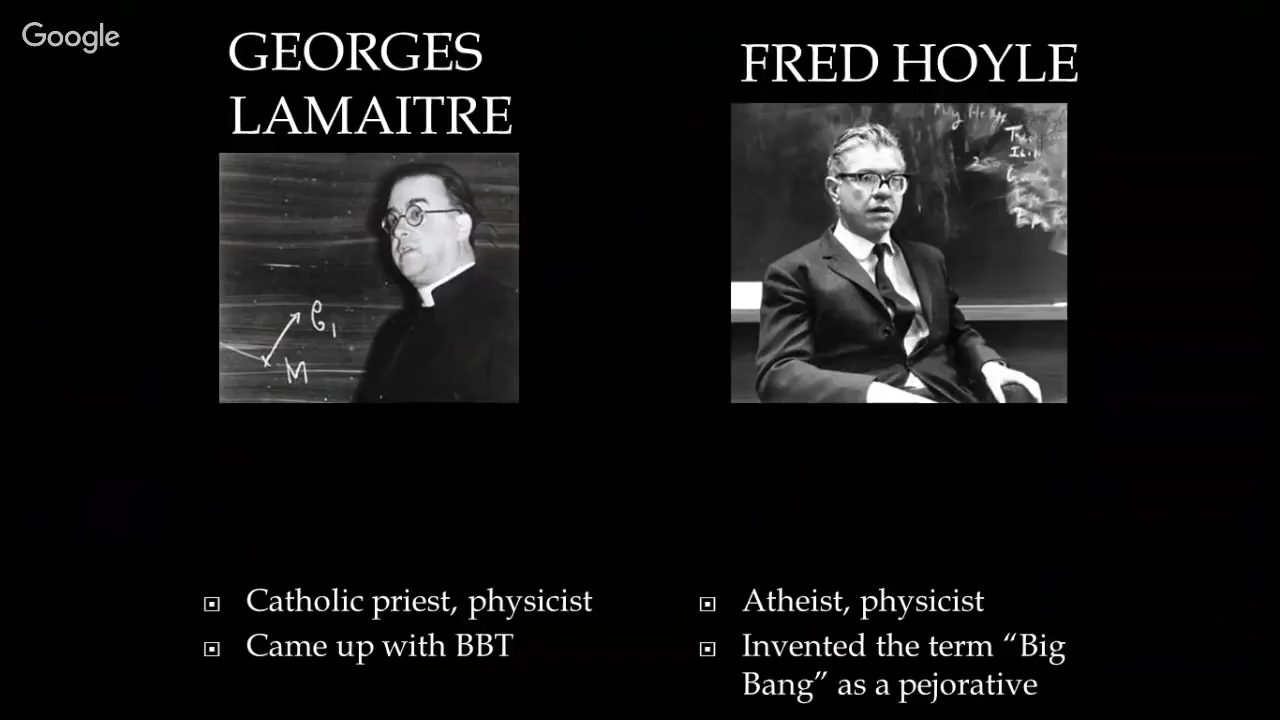 Google
GEORGES
LAMAITRE
FRED HOYLE
C₁
M
Catholic priest, physicist
Came up with BBT
Atheist, physicist
Invented the term “Big
Bang” as a pejorative